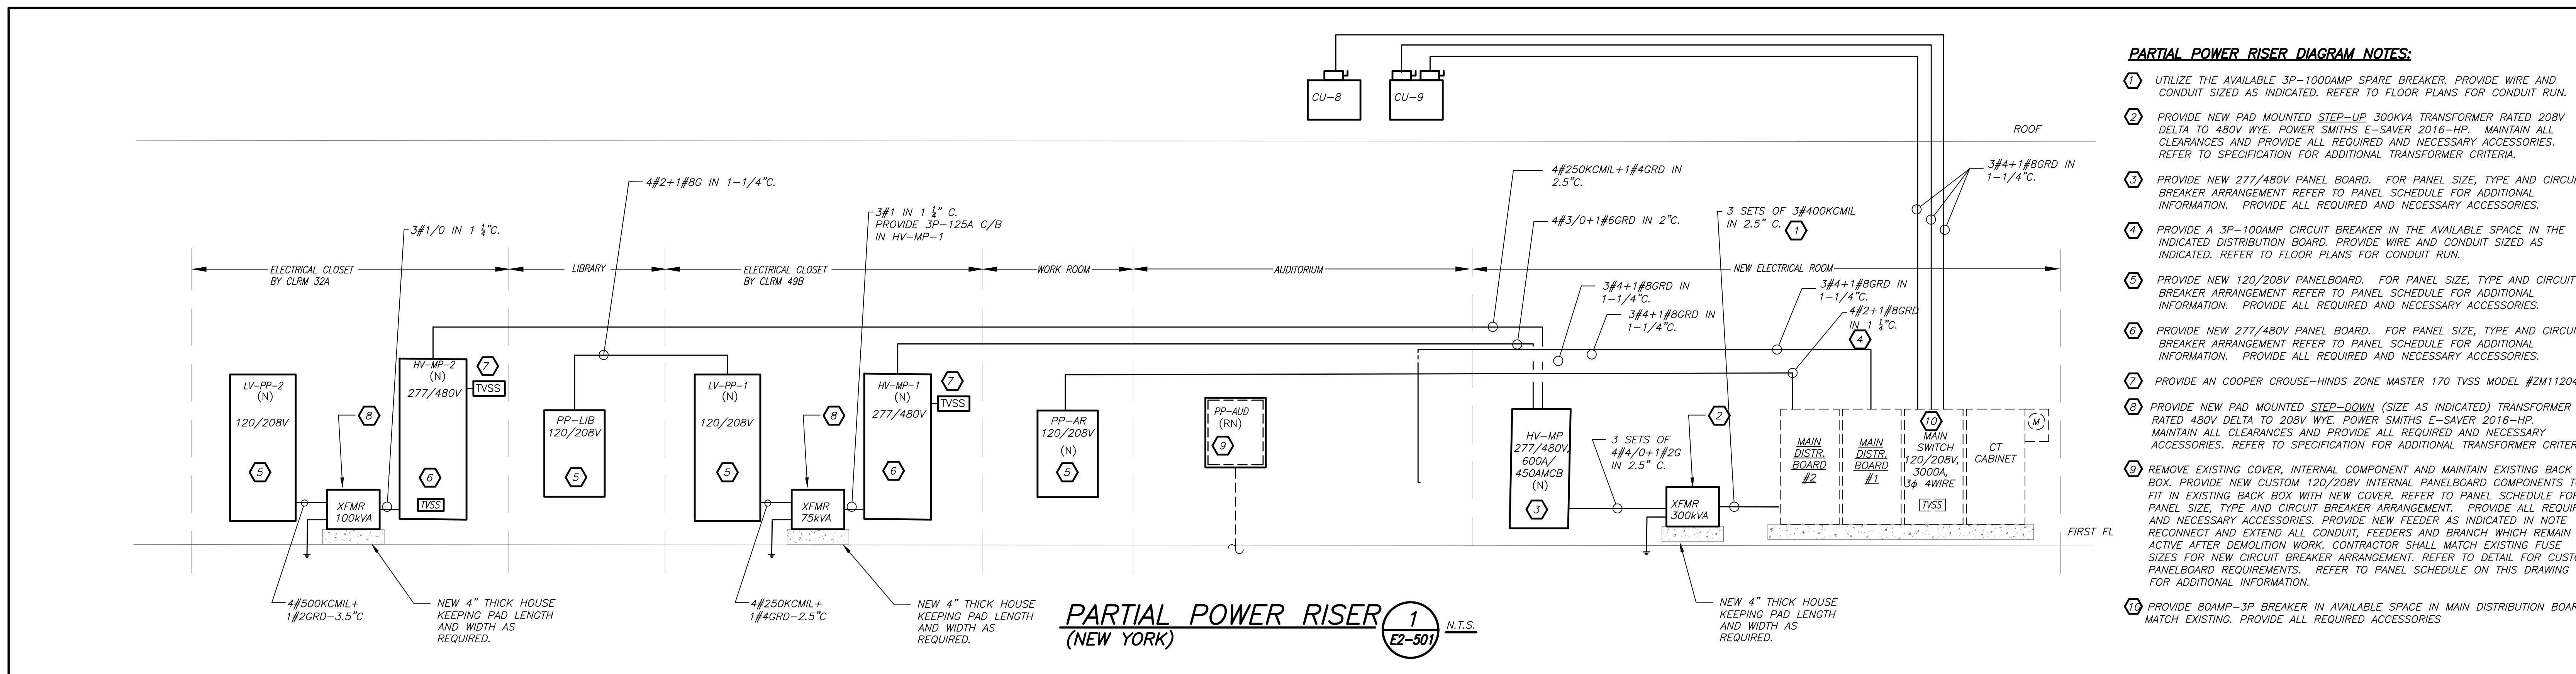 CU-8
CU-9
ROOF
3#4+1#8GRD IN
1-1/4"C.
4#2+1#8G IN 1-1/4"C.
4#250KCMIL+1#4GRD IN
2.5"C.
3#1/0 IN 1 ¼"C.
3#1 IN 1 ¼" C.
PROVIDE 3P-125A C/B
IN HV-MP-1
4#3/0+1#6GRD IN 2"C.
3 SETS OF 3#400KCMIL
IN 2.5" C.
1
ELECTRICAL CLOSET
BY CLRM 32A
LIBRARY
ELECTRICAL CLOSET
BY CLRM 49B
WORK ROOM
AUDITORIUM
NEW ELECTRICAL ROOM
3#4+1#8GRD IN
1-1/4"C.
3#4+1#8GRD IN
1-1/4"C.
3#4+1#8GRD IN
1-1/4"C.
4#2+1#8GRD
IN 1 ¼"C.
4
LV-PP-2
(N)
120/208V
5
8
XFMR
100kVA
HV-MP-2
(N)
277/480V
6
TVSS
7
TVSS
PP-LIB
120/208V
5
LV-PP-1
(N)
120/208V
5
8
XFMR
75kVA
HV-MP-1
(N)
277/480V
6
7
TVSS
PP-AR
120/208V
(N)
5
PP-AUD
(RN)
9
HV-MP
277/480V,
600A/
450AMCB
(N)
3
3 SETS OF
4#4/0+1#2G
IN 2.5" C.
2
XFMR
300kVA
MAIN
DISTR.
BOARD
#2
MAIN
DISTR.
BOARD
#1
10
MAIN
SWITCH
120/208V,
3000A,
3ϕ 4WIRE
TVSS
CT
CABINET
M
FIRST FL
4#500KCMIL+
1#2GRD-3.5"C
NEW 4" THICK HOUSE
KEEPING PAD LENGTH
AND WIDTH AS
REQUIRED.
4#250KCMIL+
1#4GRD-2.5"C
NEW 4" THICK HOUSE
KEEPING PAD LENGTH
AND WIDTH AS
REQUIRED.
NEW 4" THICK HOUSE
KEEPING PAD LENGTH
AND WIDTH AS
REQUIRED.
PARTIAL POWER RISER
(NEW YORK)
1
E2-501
N.T.S.
PARTIAL POWER RISER DIAGRAM NOTES:
1 UTILIZE THE AVAILABLE 3P-1000AMP SPARE BREAKER. PROVIDE WIRE AND
CONDUIT SIZED AS INDICATED. REFER TO FLOOR PLANS FOR CONDUIT RUN.
2 PROVIDE NEW PAD MOUNTED STEP-UP 300KVA TRANSFORMER RATED 208V
DELTA TO 480V WYE. POWER SMITHS E-SAVER 2016-HP. MAINTAIN ALL
CLEARANCES AND PROVIDE ALL REQUIRED AND NECESSARY ACCESSORIES.
REFER TO SPECIFICATION FOR ADDITIONAL TRANSFORMER CRITERIA.
3 PROVIDE NEW 277/480V PANEL BOARD. FOR PANEL SIZE, TYPE AND CIRCUI
BREAKER ARRANGEMENT REFER TO PANEL SCHEDULE FOR ADDITIONAL
INFORMATION. PROVIDE ALL REQUIRED AND NECESSARY ACCESSORIES.
4 PROVIDE A 3P-100AMP CIRCUIT BREAKER IN THE AVAILABLE SPACE IN THE
INDICATED DISTRIBUTION BOARD. PROVIDE WIRE AND CONDUIT SIZED AS
INDICATED. REFER TO FLOOR PLANS FOR CONDUIT RUN.
5 PROVIDE NEW 120/208V PANELBOARD. FOR PANEL SIZE, TYPE AND CIRCUIT
BREAKER ARRANGEMENT REFER TO PANEL SCHEDULE FOR ADDITIONAL
INFORMATION. PROVIDE ALL REQUIRED AND NECESSARY ACCESSORIES.
6 PROVIDE NEW 277/480V PANEL BOARD. FOR PANEL SIZE, TYPE AND CIRCUI
BREAKER ARRANGEMENT REFER TO PANEL SCHEDULE FOR ADDITIONAL
INFORMATION. PROVIDE ALL REQUIRED AND NECESSARY ACCESSORIES.
7 PROVIDE AN COOPER CROUSE-HINDS ZONE MASTER 170 TVSS MODEL #ZM11204
8 PROVIDE NEW PAD MOUNTED STEP-DOWN (SIZE AS INDICATED) TRANSFORMER
RATED 480V DELTA TO 208V WYE. POWER SMITHS E-SAVER 2016-HP.
MAINTAIN ALL CLEARANCES AND PROVIDE ALL REQUIRED AND NECESSARY
ACCESSORIES. REFER TO SPECIFICATION FOR ADDITIONAL TRANSFORMER CRITER
9 REMOVE EXISTING COVER, INTERNAL COMPONENT AND MAINTAIN EXISTING BACK
BOX. PROVIDE NEW CUSTOM 120/208V INTERNAL PANELBOARD COMPONENTS T
FIT IN EXISTING BACK BOX WITH NEW COVER. REFER TO PANEL SCHEDULE FOR
PANEL SIZE, TYPE AND CIRCUIT BREAKER ARRANGEMENT. PROVIDE ALL REQUIR
AND NECESSARY ACCESSORIES. PROVIDE NEW FEEDER AS INDICATED IN NOTE
RECONNECT AND EXTEND ALL CONDUIT, FEEDERS AND BRANCH WHICH REMAIN
ACTIVE AFTER DEMOLITION WORK. CONTRACTOR SHALL MATCH EXISTING FUSE
SIZES FOR NEW CIRCUIT BREAKER ARRANGEMENT. REFER TO DETAIL FOR CUST
PANELBOARD REQUIREMENTS. REFER TO PANEL SCHEDULE ON THIS DRAWING
FOR ADDITIONAL INFORMATION.
10 PROVIDE 80AMP-3P BREAKER IN AVAILABLE SPACE IN MAIN DISTRIBUTION BOAR
MATCH EXISTING. PROVIDE ALL REQUIRED ACCESSORIES